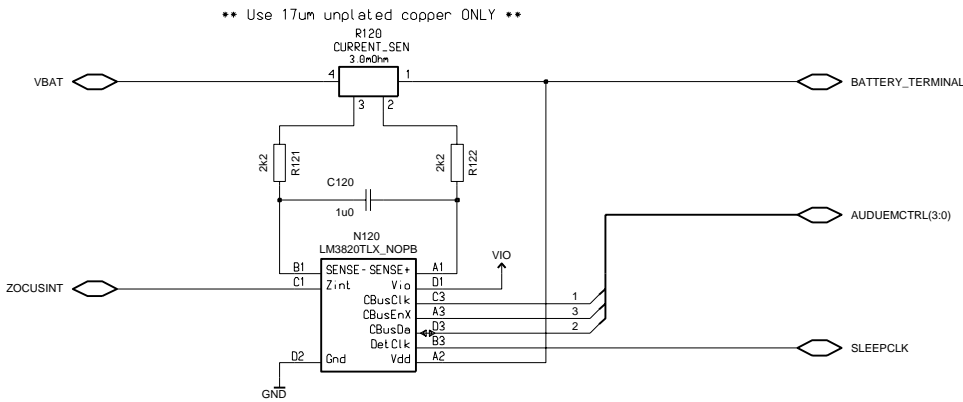 ** Use 17um unplated copper ONLY **
R120
CURRENT_SEN
3.0mOhm
VBAT
4
1
BATTERY_TERMINAL
3
2
2k2
R121
2k2
R122
C120
1u0
AUDUEMCTRL(3:0)
N120
LM3820TLX_NOPB
VIO
B1
SENSE-
SENSE+
A1
ZOCUSINT
C1
Zint
Vio
D1
CBusClk
C3
1
CBusEnX
A3
3
CBusDa
D3
2
DetClk
B3
SLEEPCLK
D2
Gnd
Vdd
A2
GND